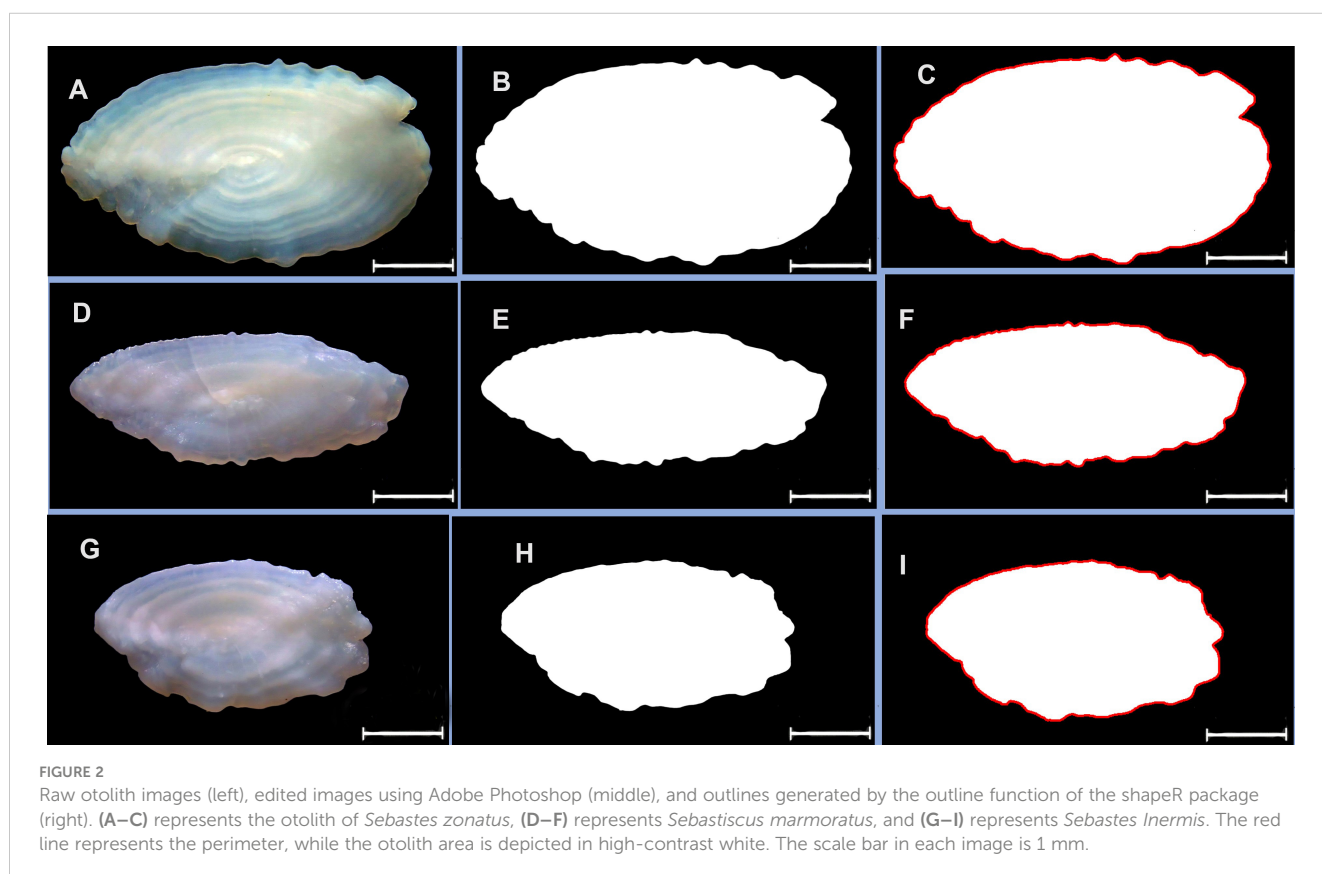 A
B
C
D
E
F
G
H
I
FIGURE 2
Raw otolith images (left), edited images using Adobe Photoshop (middle), and outlines generated by the outline function of the shapeR package
(right). (A–C) represents the otolith of Sebastes zonatus, (D–F) represents Sebastiscus marmoratus, and (G–I) represents Sebastes Inermis. The red
line represents the perimeter, while the otolith area is depicted in high-contrast white. The scale bar in each image is 1 mm.